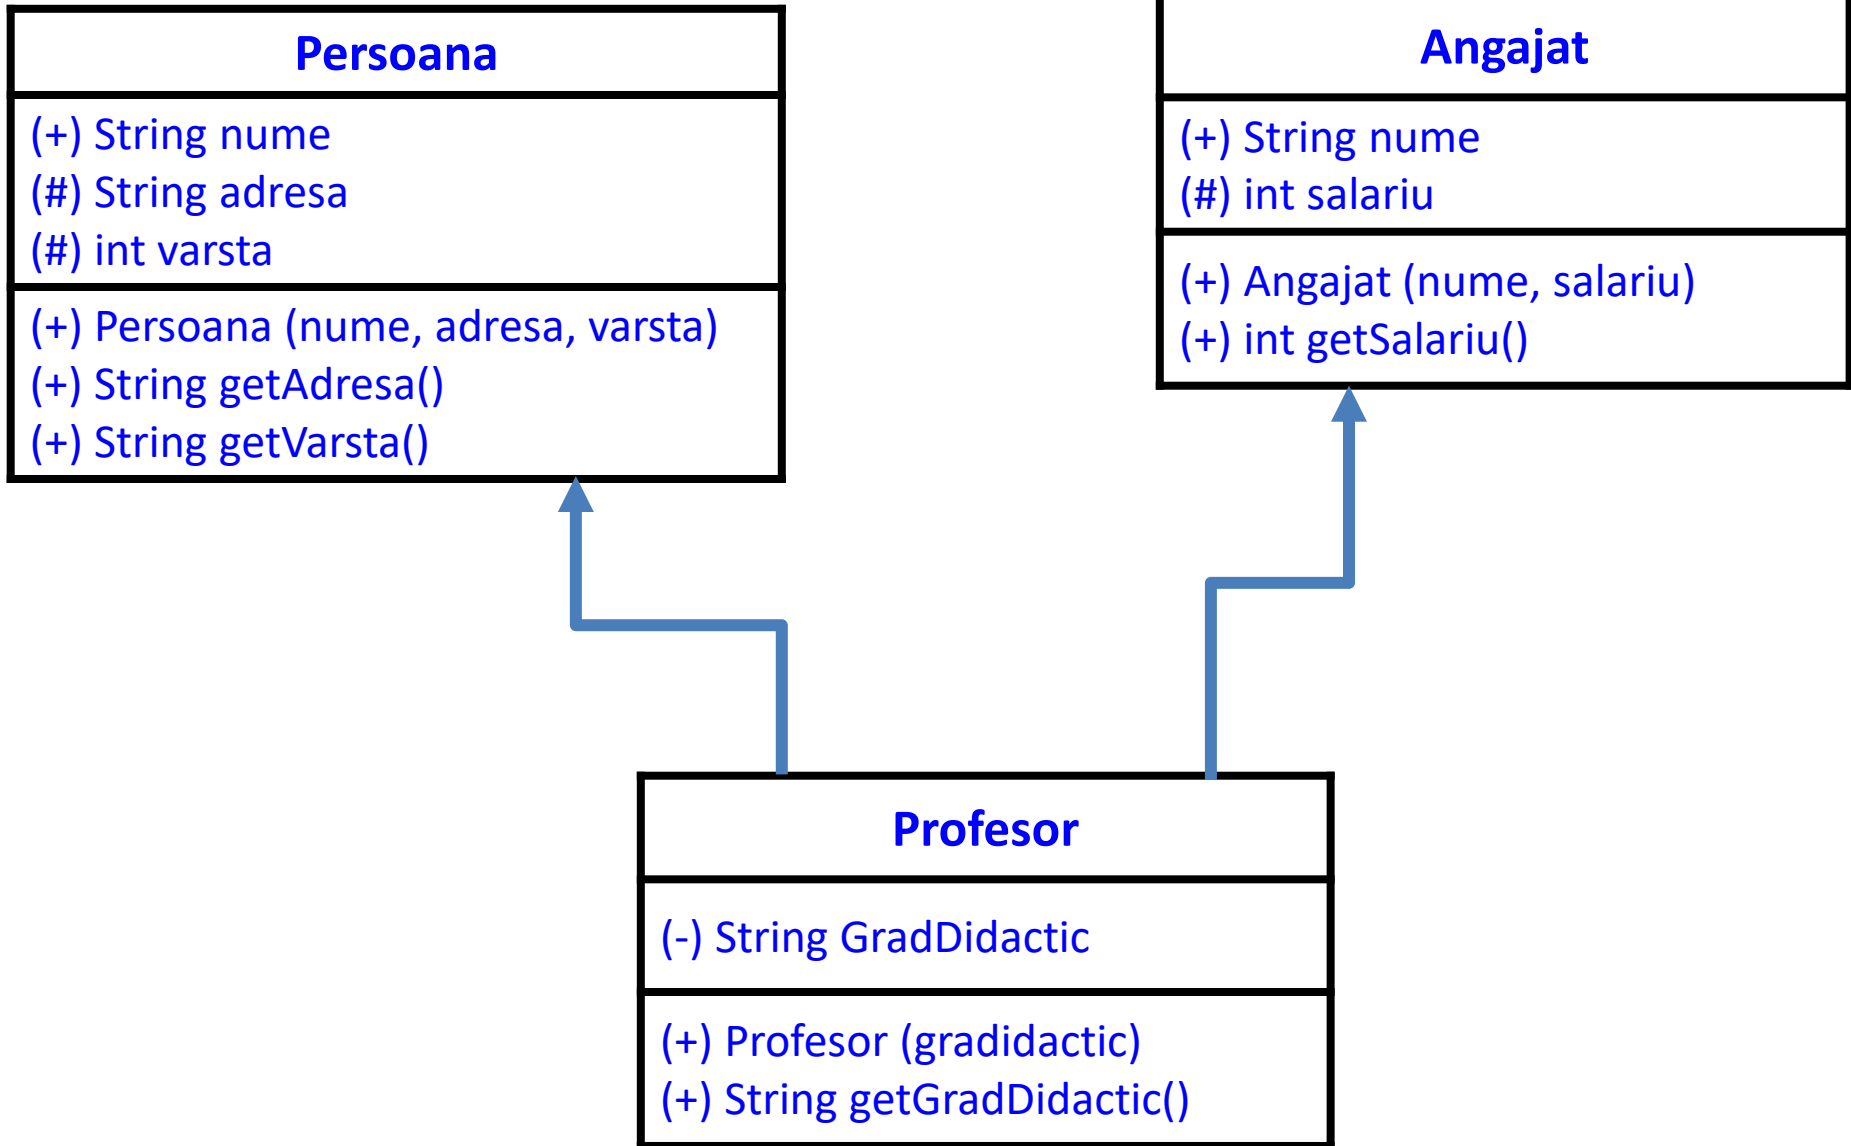 Persoana
(+) String nume
(#) String adresa
(#) int varsta
(+) Persoana (nume, adresa, varsta)
(+) String getAdresa()
(+) String getVarsta()
Angajat
(+) String nume
(#) int salariu
(+) Angajat (nume, salariu)
(+) int getSalariu()
Profesor
(-) String GradDidactic
(+) Profesor (gradidactic)
(+) String getGradDidactic()